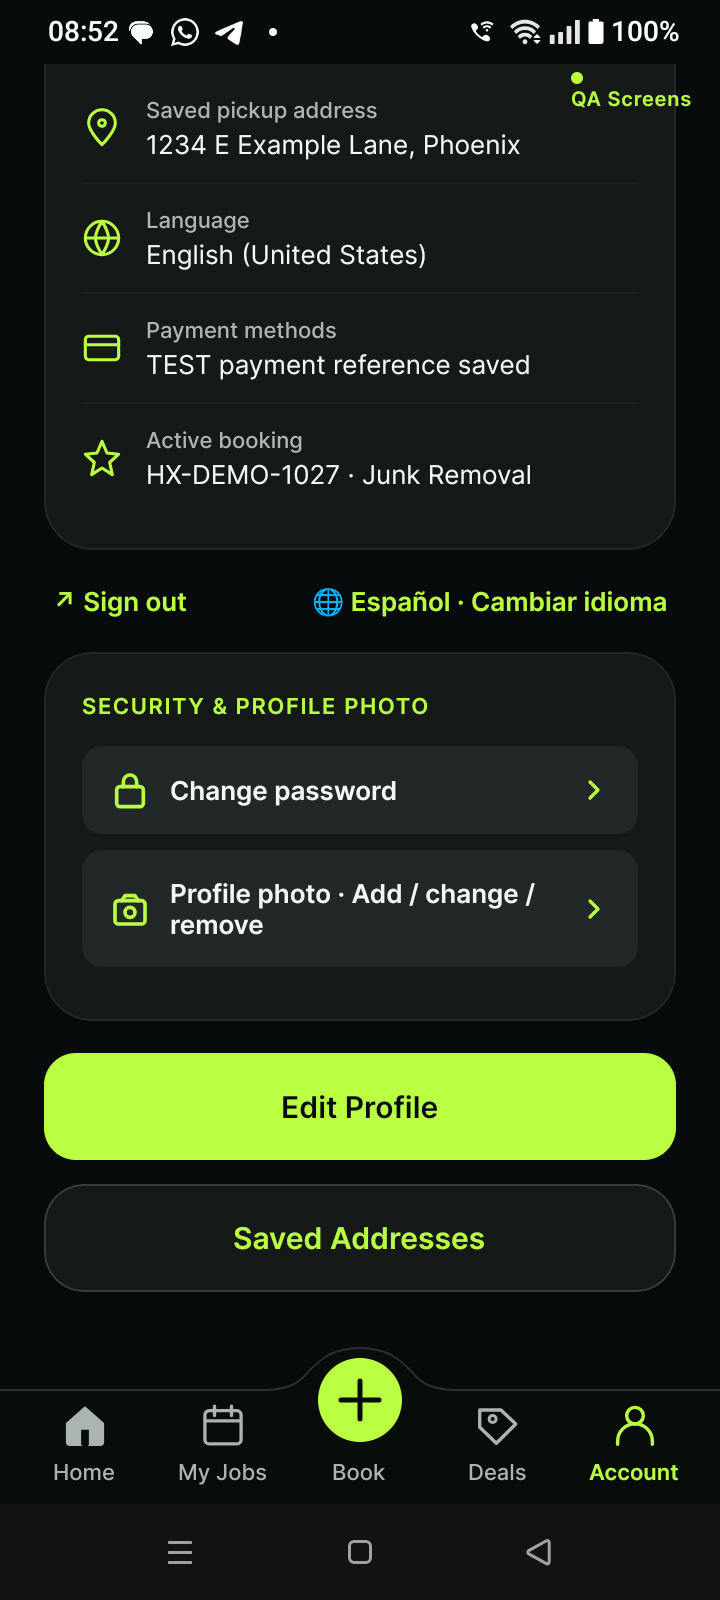 08:52
100%
QA Screens
Saved pickup address
1234 E Example Lane, Phoenix
Language
English (United States)
Payment methods
TEST payment reference saved
Active booking
HX-DEMO-1027 · Junk Removal
Sign out
Español · Cambiar idioma
SECURITY & PROFILE PHOTO
Change password
Profile photo · Add / change /
remove
Edit Profile
Saved Addresses
Home
My Jobs
Book
Deals
Account